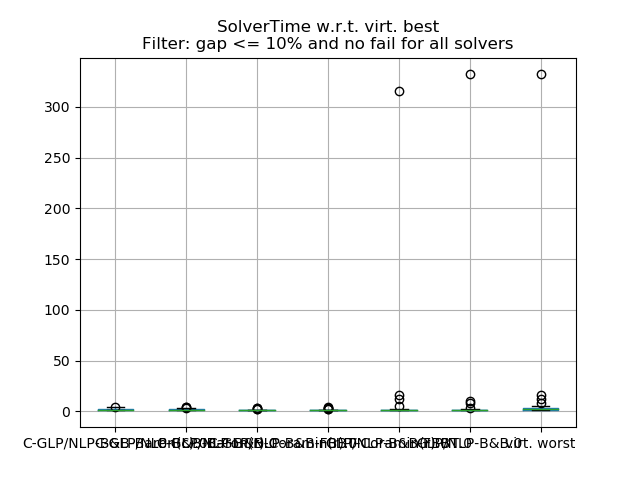 SolverTime w.r.t. virt. best
Filter: gap <= 10% and no fail for all solvers
300
250
200
150
100
50
0
C-GLP/NLP-B&B virt. worst